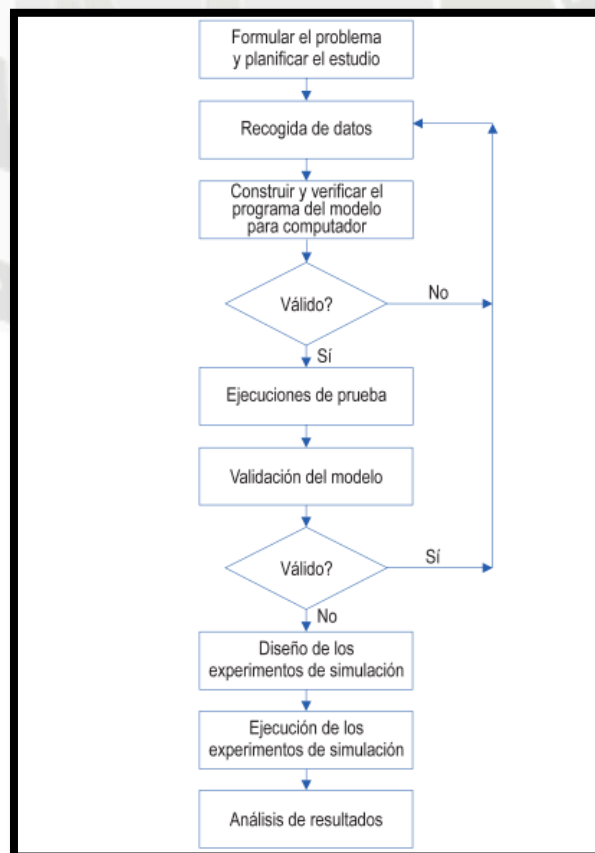 Formular el problema
y planificar el estudio
Recogida de datos
Construir y verificar el
programa del modelo
para computador
Válido?
No
Sí
Ejecuciones de prueba
Validación del modelo
Válido?
Sí
No
Diseño de los
experimentos de simulación
Ejecución de los
experimentos de simulación
Análisis de resultados